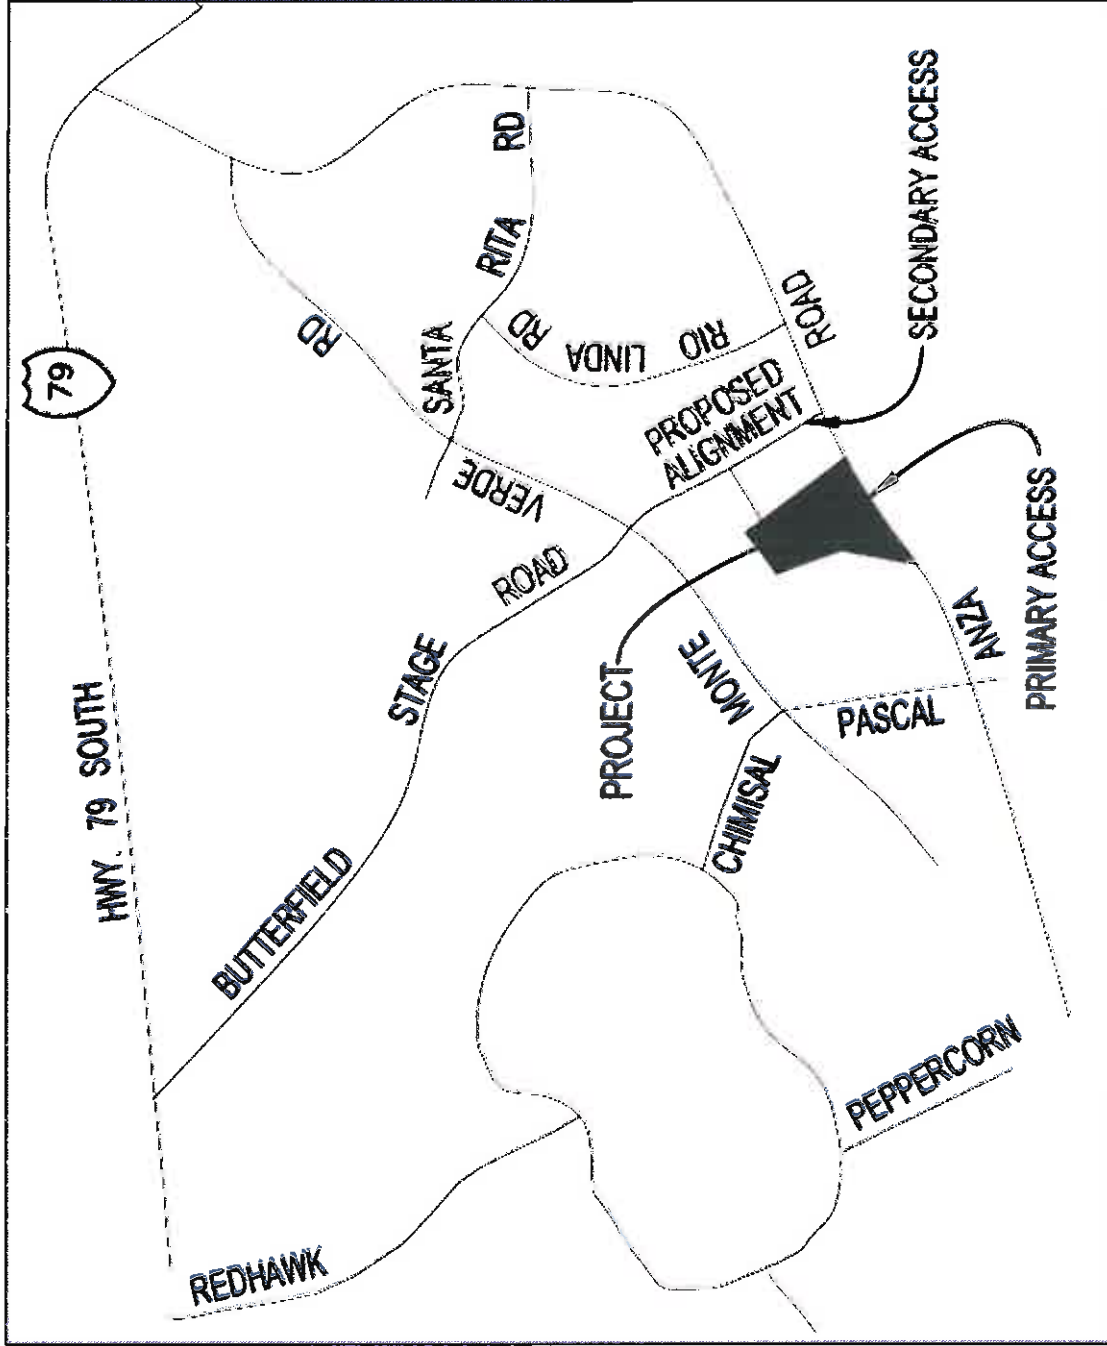 79
HWY. 79 SOUTH
REDHAWK
BUTTERFIELD
STAGE
ROAD
RD
VERDE
MONTE
SANTA
RITA
RD
RIO
LINDA
RD
PROPOSED
ALIGNMENT
ROAD
ANZA
SECONDARY ACCESS
PRIMARY ACCESS
PROJECT
CHIMISAL
PASCAL
PEPPERCORN